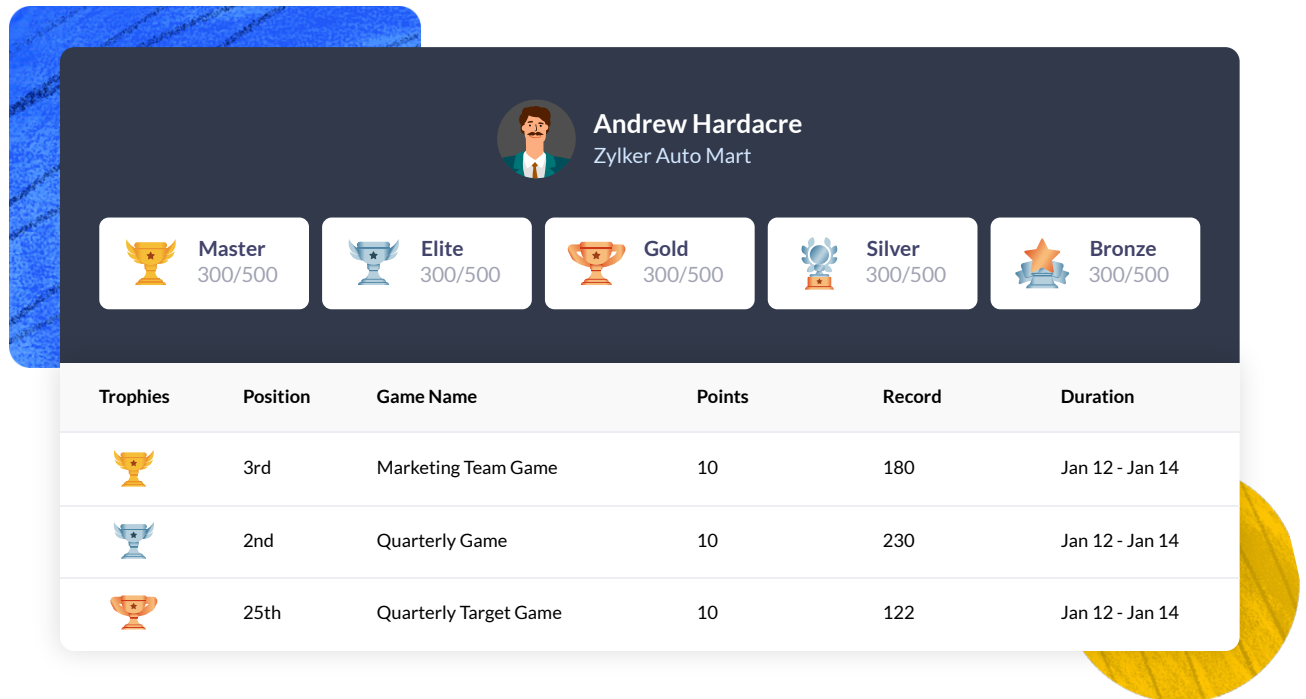 Andrew Hardacre
Zylker Auto Mart
Master Elite Gold Silver Bronze
300/500 300/500 300/500 300/500 300/500
Trophies Position Game Name Points Record Duration
3rd Marketing Team Game 10 180 Jan 12 - Jan 14
2nd Quarterly Game 10 230 Jan 12 - Jan 14
25th Quarterly Target Game 10 122 Jan 12 - Jan 14